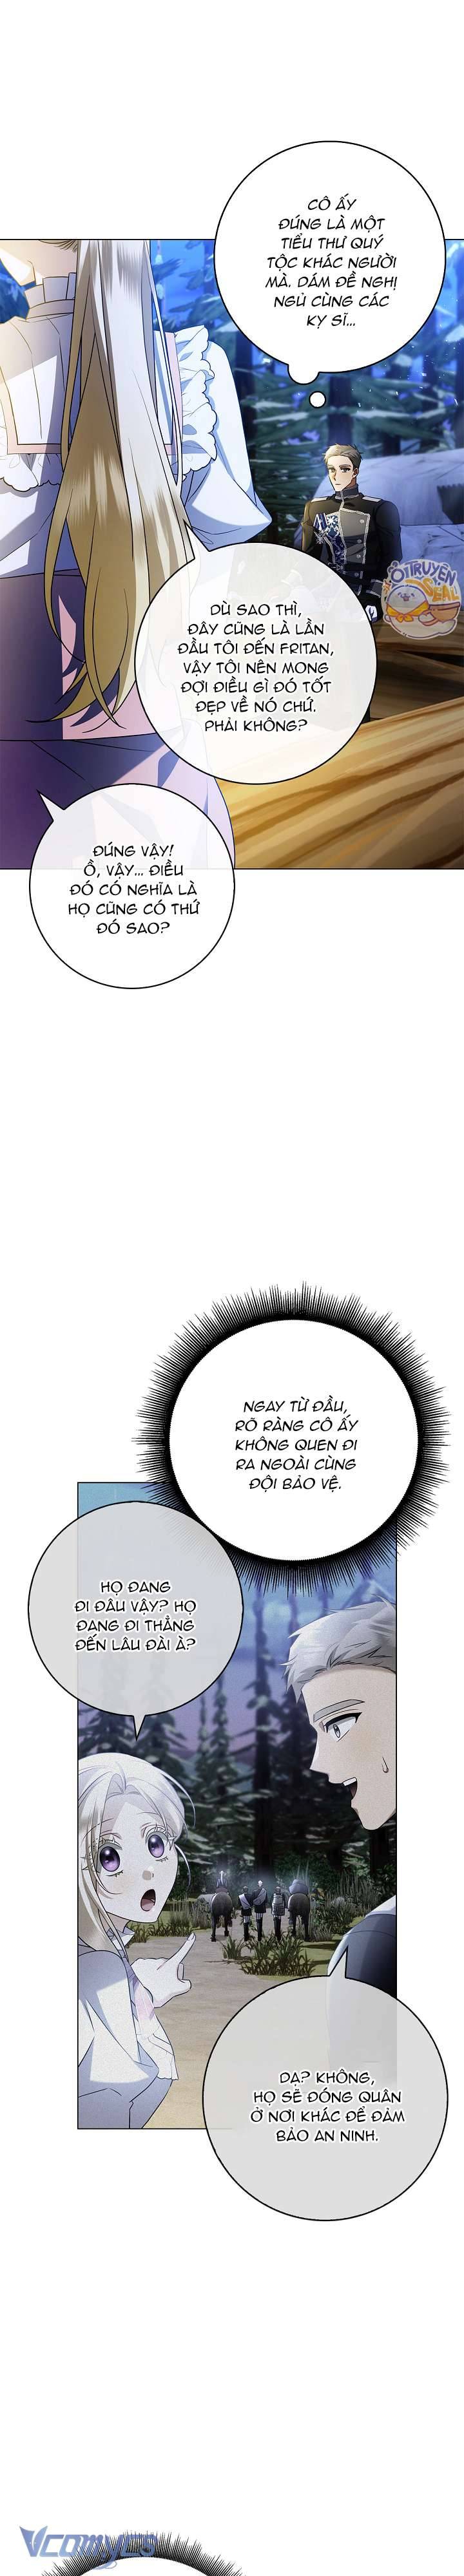 CÔ ẤY
ĐÚNG LÀ MỘT
TIỂU THƯ QUÝ
TỘC KHÁC NGƯỜI
MÀ. DÁM ĐỀ NGHỊ
NGỦ CÙNG CÁC
KỴ SĨ...
Ổ TRUYỆN
SEAL
DÙ SAO THÌ,
ĐÂY CŨNG LÀ LẦN
ĐẦU TÔI ĐẾN FRITAN,
VẬY TÔI NÊN MONG
ĐỢI ĐIỀU GÌ ĐÓ TỐT
ĐẸP VỀ NÓ CHỨ.
PHẢI KHÔNG?
ĐÚNG VẬY!
Ồ, VẬY... ĐIỀU
ĐÓ CÓ NGHĨA LÀ
HỌ CŨNG CÓ THỨ
ĐÓ SAO?
NGAY TỪ ĐẦU,
RÕ RÀNG CÔ ẤY
KHÔNG QUEN ĐI
RA NGOÀI CÙNG
ĐỘI BẢO VỆ.
HỌ ĐANG
ĐI ĐÂU VẬY? HỌ
ĐANG ĐI THẲNG
ĐẾN LÂU ĐÀI À?
DẠ? KHÔNG,
HỌ SẼ ĐÓNG QUÂN
Ở NƠI KHÁC ĐỂ ĐẢM
BẢO AN NINH.
VCOMYCS